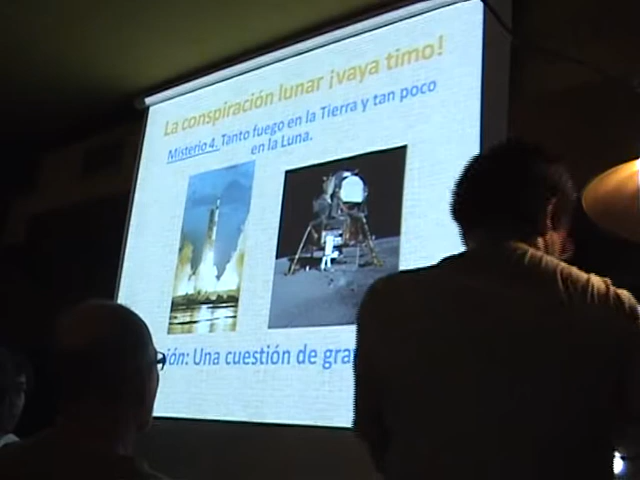 La conspiración lunar ¡vaya timo!
Misterio 4. Tanto fuego en la Tierra y tan poco
en la Luna.
Una cuestión de